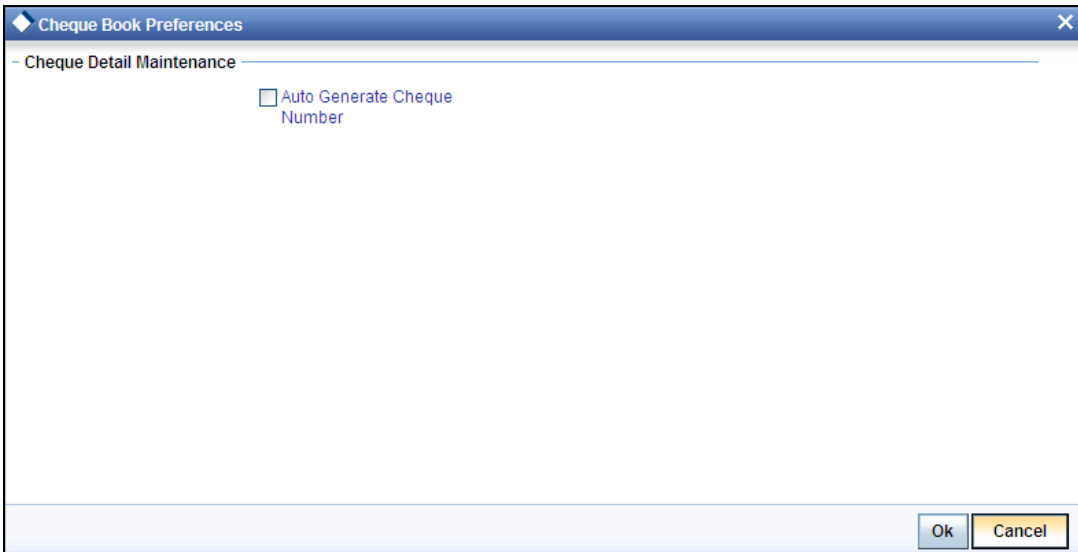 Cheque Book Preferences
Cheque Detail Maintenance
Auto Generate Cheque
Number
Ok Cancel